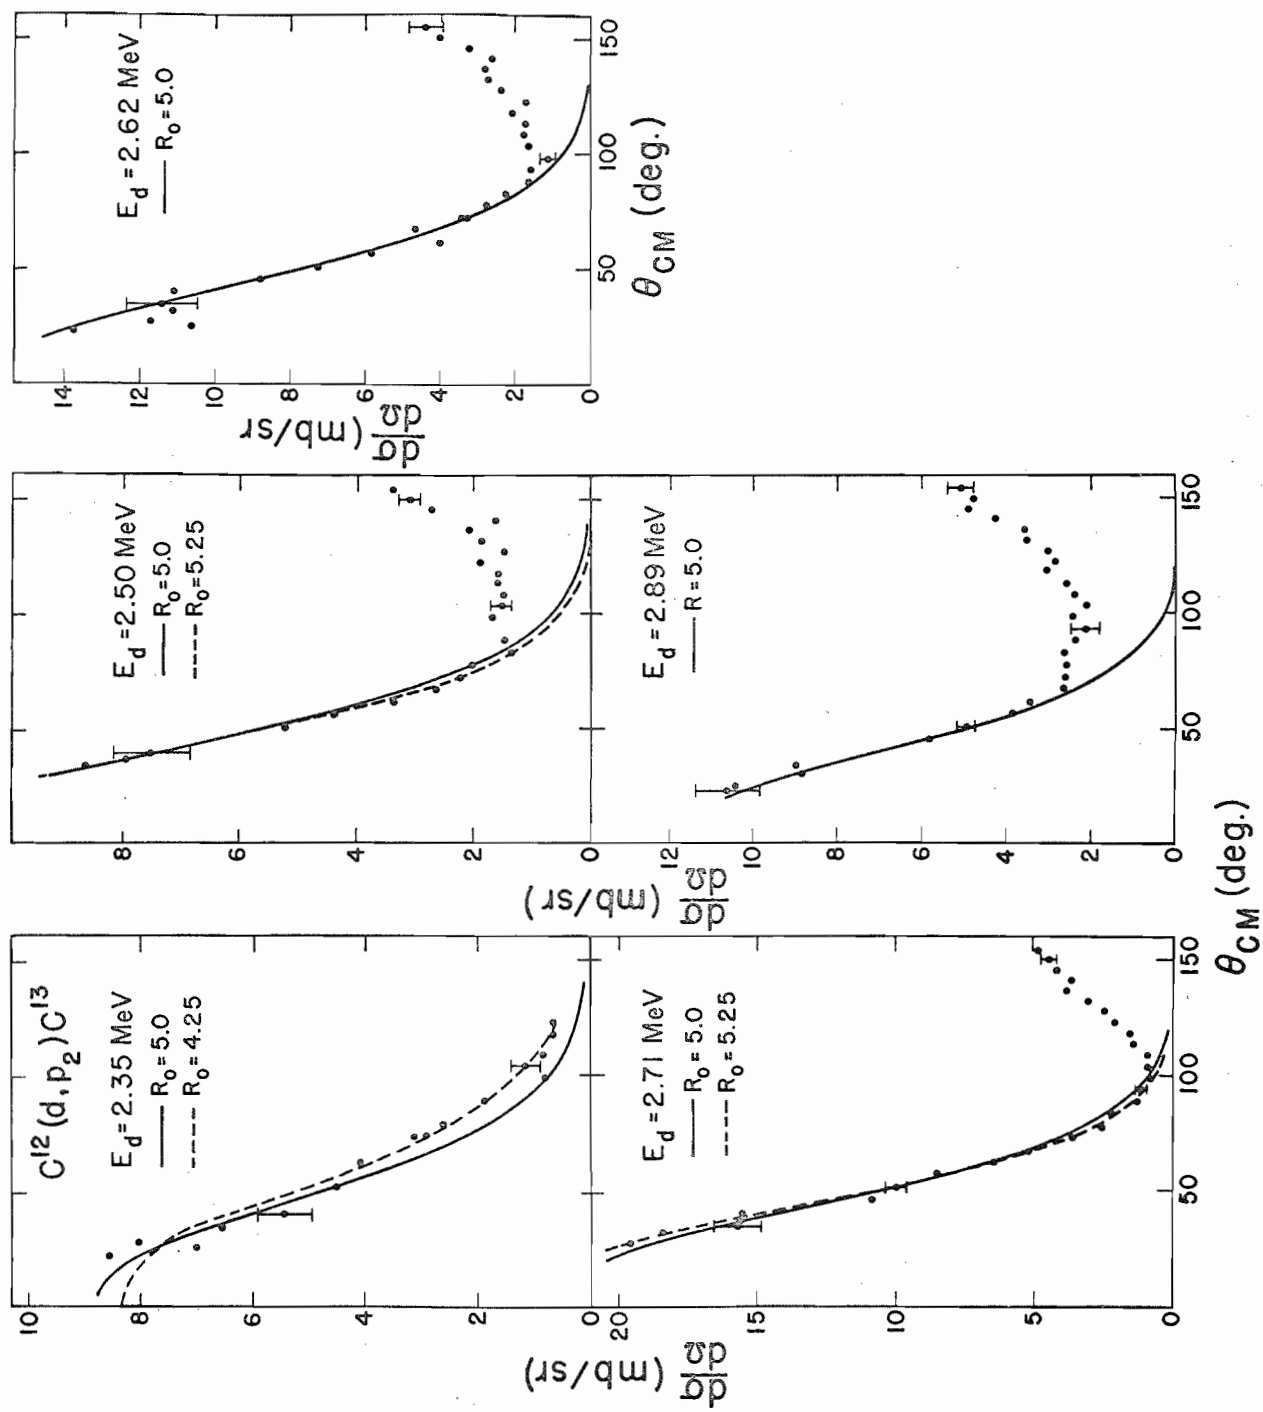 C¹²(d,p₂)C¹³
E_d = 2.35 MeV
R₀ = 5.0
R₀ = 4.25
10
8
6
4
2
0
dσ/dΩ (mb/sr)
E_d = 2.50 MeV
R₀ = 5.0
R₀ = 5.25
8
6
4
2
0
dσ/dΩ (mb/sr)
E_d = 2.62 MeV
R₀ = 5.0
14
12
10
8
6
4
2
0
50
100
150
dσ/dΩ (mb/sr
θ_CM (deg.)
E_d = 2.71 MeV
R₀ = 5.0
R₀ = 5.25
20
15
10
5
0
50
100
150
E_d = 2.89 MeV
R = 5.0
12
10
8
6
4
2
0
50
100
150
θ_CM (deg.)